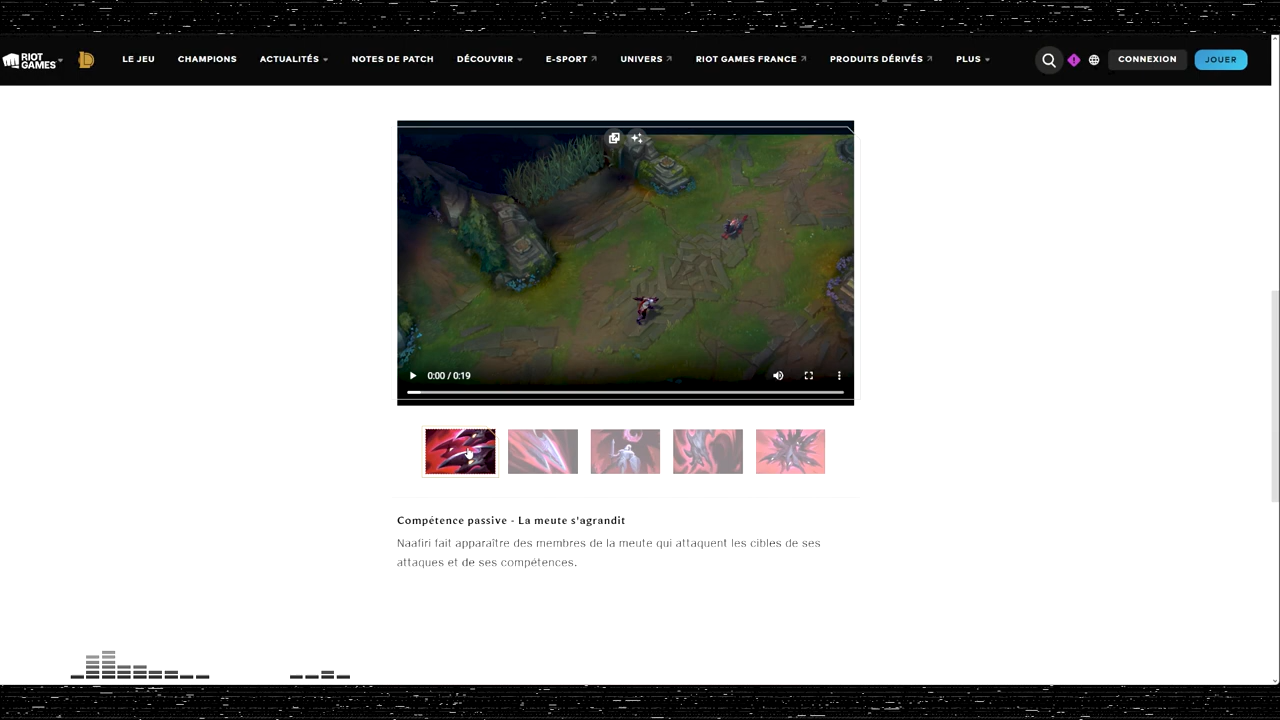 RIOT GAMES
LE JEU CHAMPIONS ACTUALITÉS NOTES DE PATCH DÉCOUVRIR E-SPORT UNIVERS RIOT GAMES FRANCE PRODUITS DÉRIVÉS PLUS CONNEXION JOUER
0:00 / 0:19
Compétence passive - La meute s'agrandit
Naafiri fait apparaître des membres de la meute qui attaquent les cibles de ses
attaques et de ses compétences.